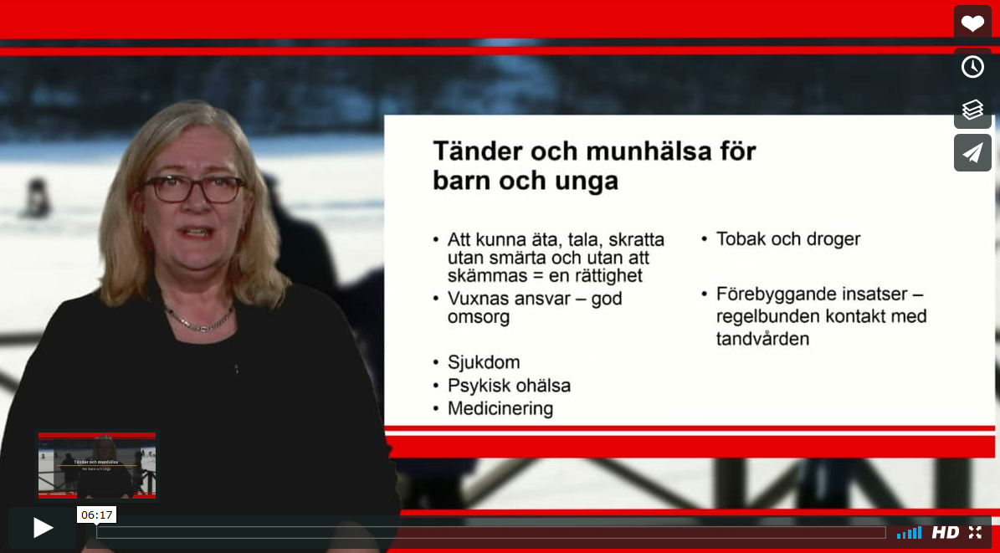 Tänder och munhälsa för
barn och unga
• Att kunna äta, tala, skratta
utan smärta och utan att
skämmas = en rättighet
• Vuxnas ansvar – god
omsorg
• Sjukdom
• Psykisk ohälsa
• Medicinering
• Tobak och droger
• Förebyggande insatser –
regelbunden kontakt med
tandvården
Tänder och munhälsa
för barn och unga
06:17
HD